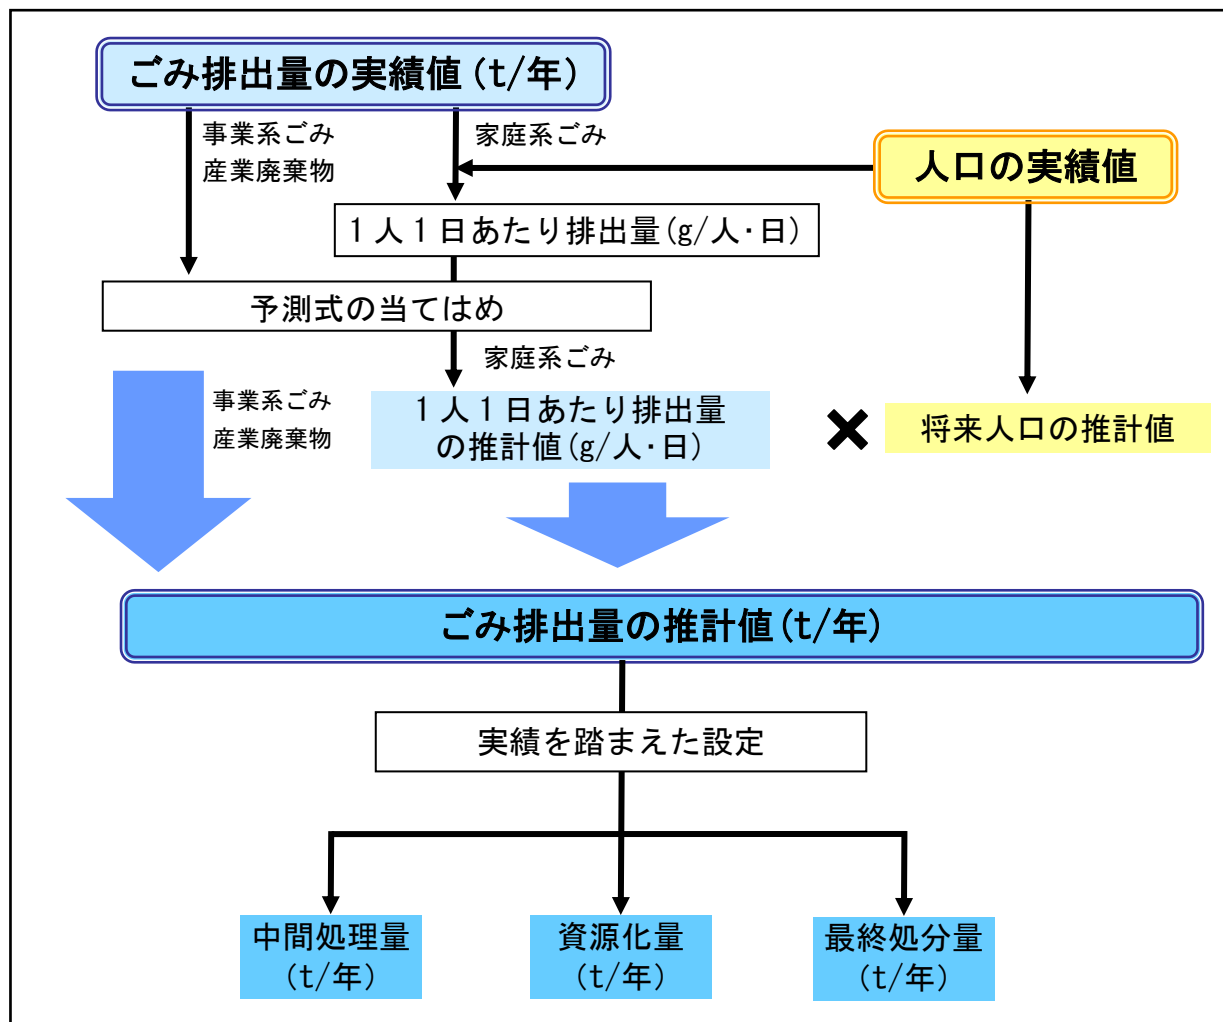 ごみ排出量の実績値(t/年)
事業系ごみ
産業廃棄物
家庭系ごみ
人口の実績値
1人1日あたり排出量(g/人・日)
予測式の当てはめ
家庭系ごみ
事業系ごみ
産業廃棄物
1人1日あたり排出量
の推計値(g/人・日)
×
将来人口の推計値
ごみ排出量の推計値(t/年)
実績を踏まえた設定
中間処理量
(t/年)
資源化量
(t/年)
最終処分量
(t/年)